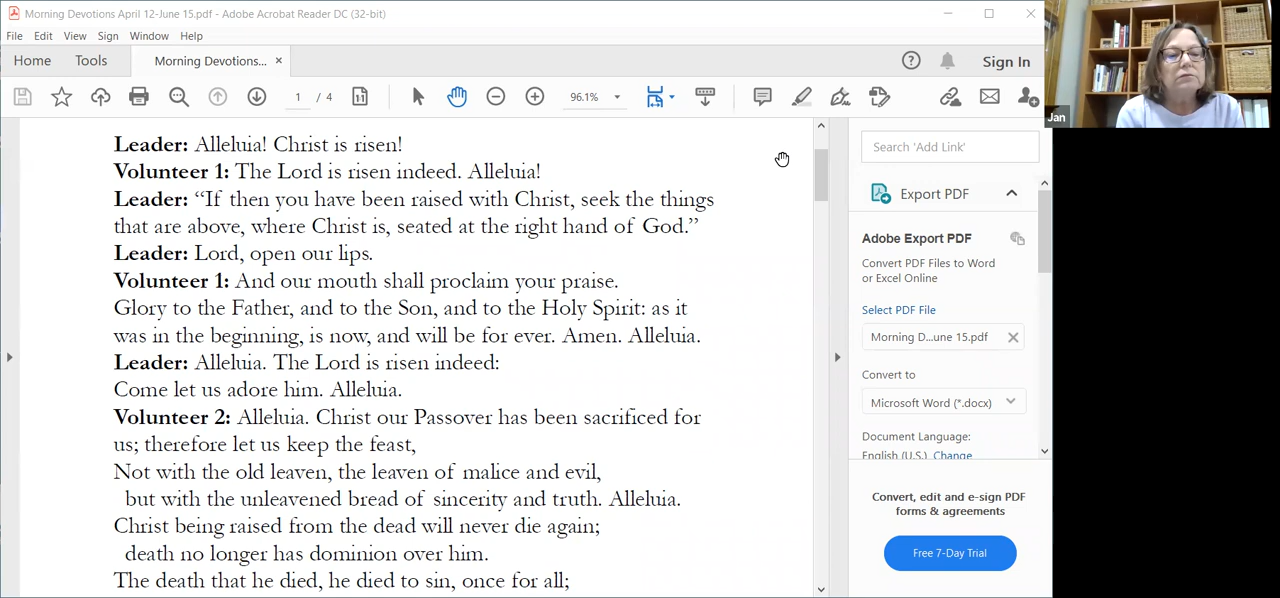 Morning Devotions April 12-June 15.pdf - Adobe Acrobat Reader DC (32-bit)
File Edit View Sign Window Help
Home Tools Morning Devotions... × Sign In
1 / 4 96.1%
Jan
Leader: Alleluia! Christ is risen!
Volunteer 1: The Lord is risen indeed. Alleluia!
Leader: “If then you have been raised with Christ, seek the things
that are above, where Christ is, seated at the right hand of God.”
Leader: Lord, open our lips.
Volunteer 1: And our mouth shall proclaim your praise.
Glory to the Father, and to the Son, and to the Holy Spirit: as it
was in the beginning, is now, and will be for ever. Amen. Alleluia.
Leader: Alleluia. The Lord is risen indeed:
Come let us adore him. Alleluia.
Volunteer 2: Alleluia. Christ our Passover has been sacrificed for
us; therefore let us keep the feast,
Not with the old leaven, the leaven of malice and evil,
but with the unleavened bread of sincerity and truth. Alleluia.
Christ being raised from the dead will never die again;
death no longer has dominion over him.
The death that he died, he died to sin, once for all;
Search 'Add Link'
Export PDF
Adobe Export PDF
Convert PDF Files to Word
or Excel Online
Select PDF File
Morning D...une 15.pdf
Convert to
Microsoft Word (*.docx)
Document Language:
English (U.S.) Change
Convert, edit and e-sign PDF
forms & agreements
Free 7-Day Trial